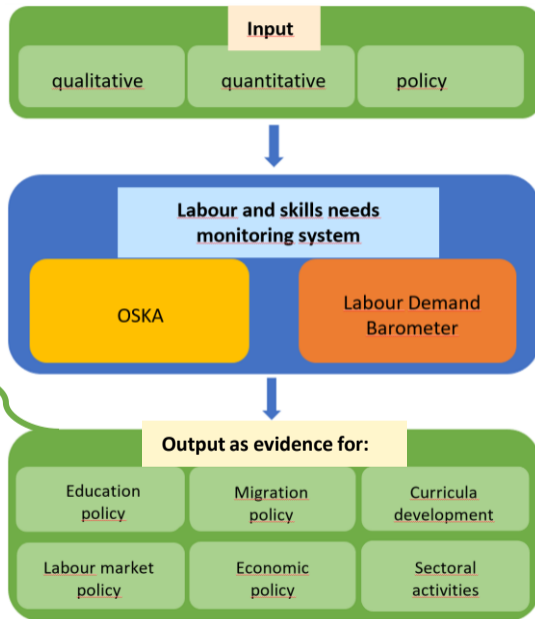 Input
qualitative
quantitative
policy
Labour and skills needs
monitoring system
OSKA
Labour Demand
Barometer
Output as evidence for:
Education
policy
Migration
policy
Curricula
development
Labour market
policy
Economic
policy
Sectoral
activities